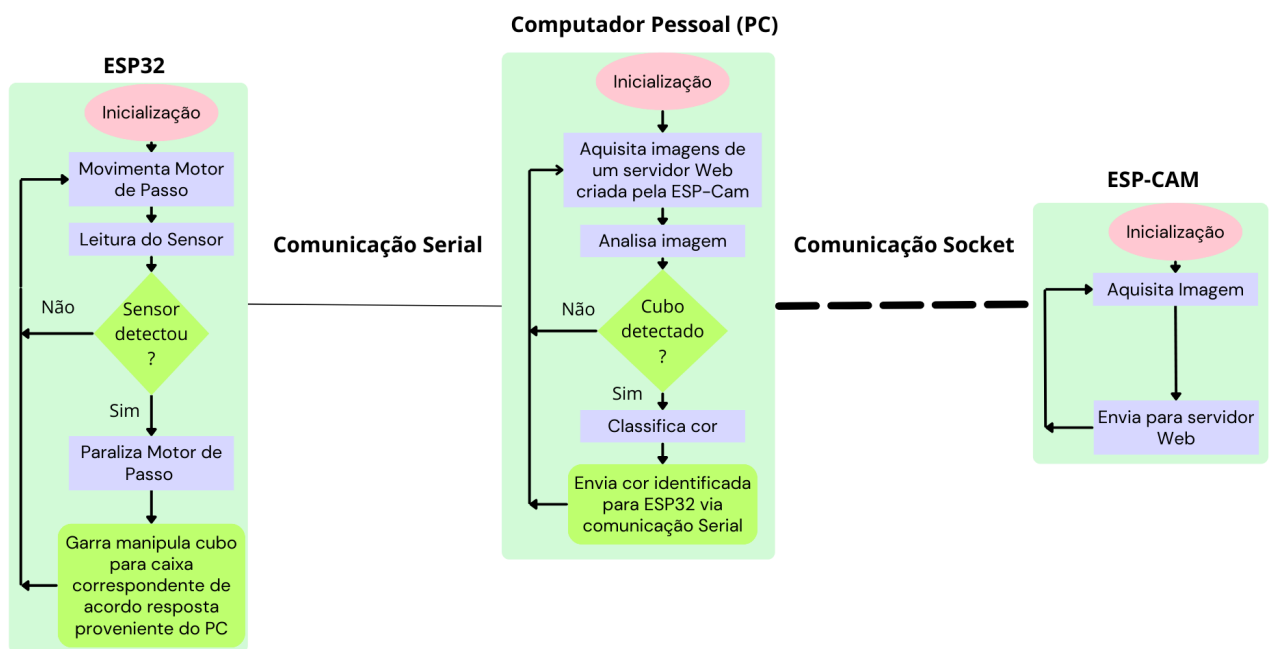 Computador Pessoal (PC)
ESP32
Inicialização
Movimenta Motor
de Passo
Leitura do Sensor
Não
Sensor
detectou
?
Sim
Paraliza Motor de
Passo
Garra manipula cubo
para caixa
correspondente de
acordo resposta
proveniente do PC
Comunicação Serial
Inicialização
Aquisita imagens de
um servidor Web
criada pela ESP-Cam
Analisa imagem
Não
Cubo
detectado
?
Sim
Classifica cor
Envia cor identificada
para ESP32 via
comunicação Serial
Comunicação Socket
ESP-CAM
Inicialização
Aquisita Imagem
Envia para servidor
Web